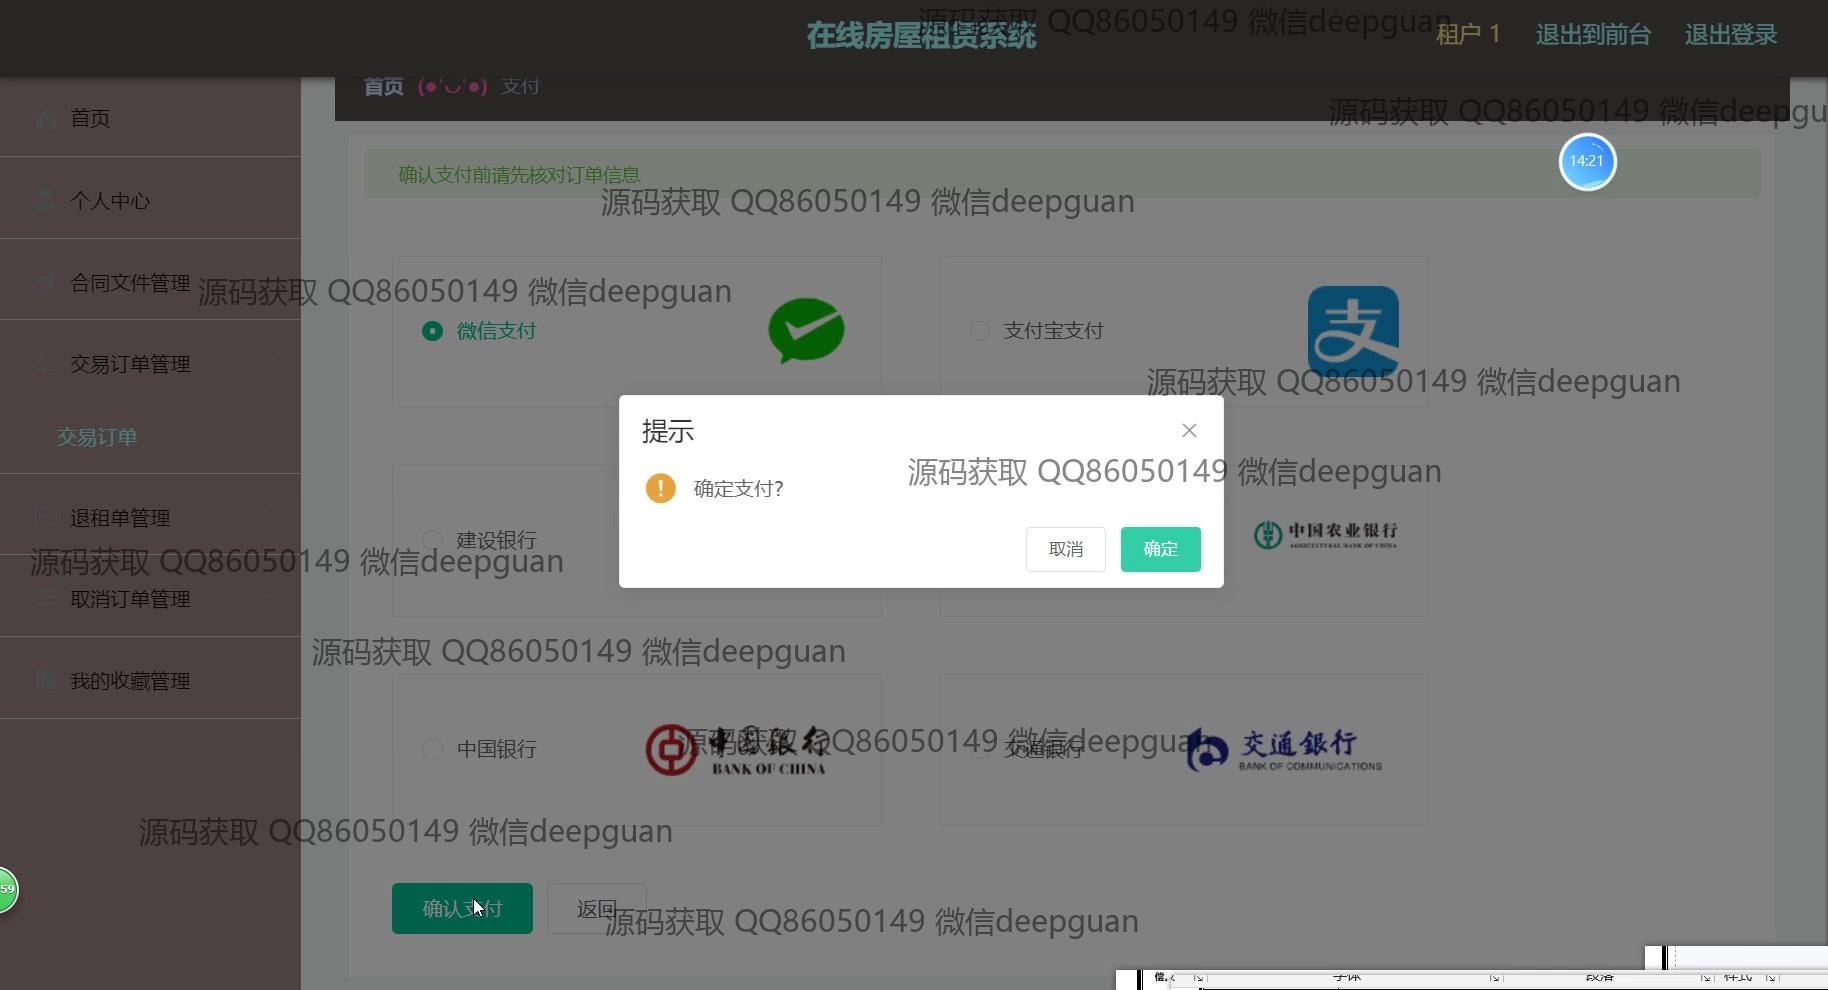 在线房屋租赁系统
租户 1
退出到前台
退出登录
源码获取 QQ86050149 微信deepguan
首页 (●'◡'●) 支付
源码获取 QQ86050149 微信deepgu
首页
14:21
确认支付前请先核对订单信息
个人中心
源码获取 QQ86050149 微信deepguan
合同文件管理
源码获取 QQ86050149 微信deepguan
微信支付
支付宝支付
支
交易订单管理
源码获取 QQ86050149 微信deepguan
交易订单
提示
源码获取 QQ86050149 微信deepguan
确定支付?
退租单管理
建设银行
中国农业银行
AGRICULTURAL BANK OF CHINA
取消
确定
源码获取 QQ86050149 微信deepguan
取消订单管理
源码获取 QQ86050149 微信deepguan
我的收藏管理
中国银行
中国银行
BANK OF CHINA
源码获取 QQ86050149 微信deepguan
交通银行
交通銀行
BANK OF COMMUNICATIONS
源码获取 QQ86050149 微信deepguan
59
确认支付
返回
源码获取 QQ86050149 微信deepguan
字体
段落
样式